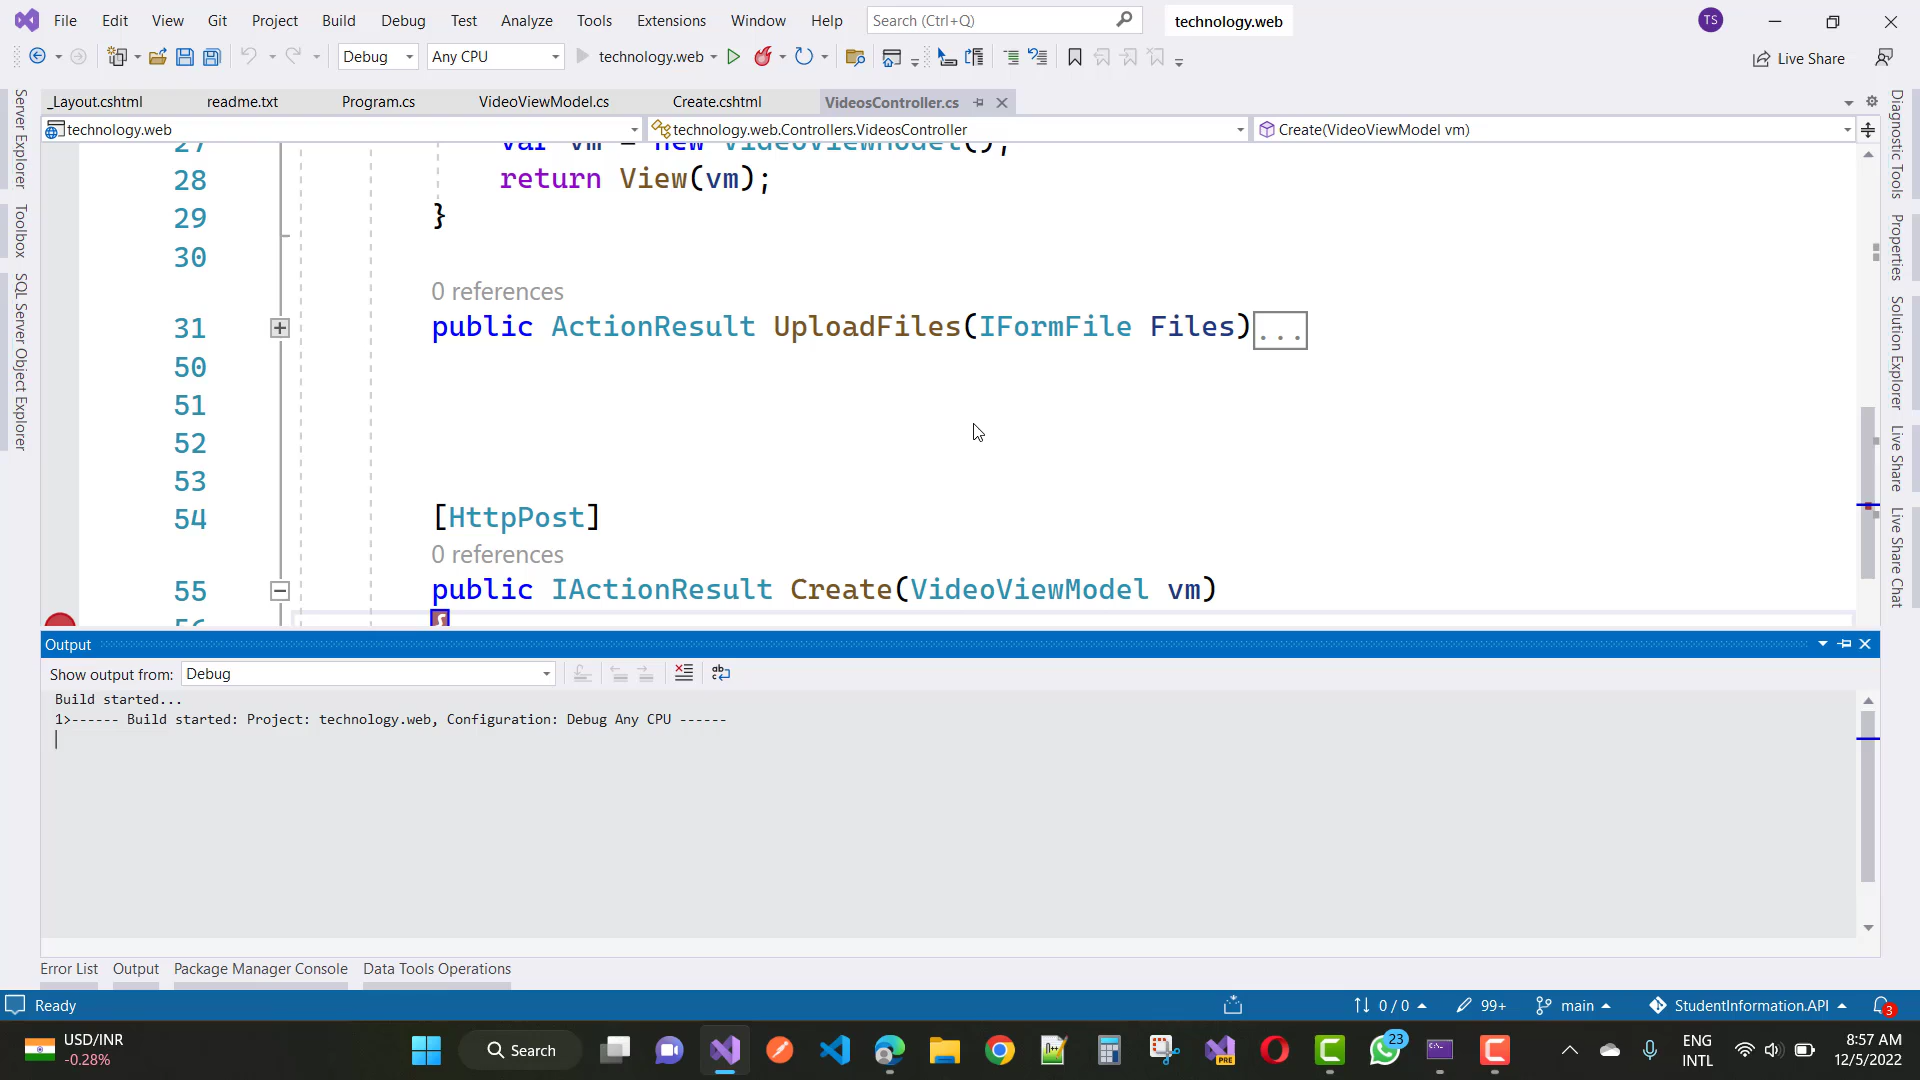 File Edit View Git Project Build Debug Test Analyze Tools Extensions Window Help Search (Ctrl+Q) technology.web TS
Debug Any CPU technology.web Live Share
_Layout.cshtml readme.txt Program.cs VideoViewModel.cs Create.cshtml VideosController.cs
technology.web technology.web.Controllers.VideosController Create(VideoViewModel vm)
27 var vm = new VideoViewModel();
28 return View(vm);
29 }
30
0 references
31 public ActionResult UploadFiles(IFormFile Files)...
50
51
52
53
54 [HttpPost]
0 references
55 public IActionResult Create(VideoViewModel vm)
56 {
Server Explorer
Toolbox
SQL Server Object Explorer
Diagnostic Tools
Properties
Solution Explorer
Live Share
Live Share Chat
Output
Show output from: Debug
Build started...
1>------ Build started: Project: technology.web, Configuration: Debug Any CPU ------
Error List Output Package Manager Console Data Tools Operations
Ready 0 / 0 99+ main StudentInformation.API 3
USD/INR
-0.28%
Search
PRE
23
ENG
INTL
8:57 AM
12/5/2022